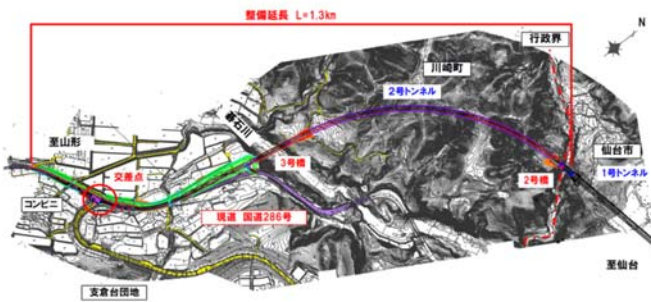 整備延長 L=1.3km
N
行政界
川崎町
2号トンネル
碁石川
至山形
仙台市
交差点
3号橋
2号橋
1号トンネル
コンビニ
現道 国道286号
至仙台
支倉台団地